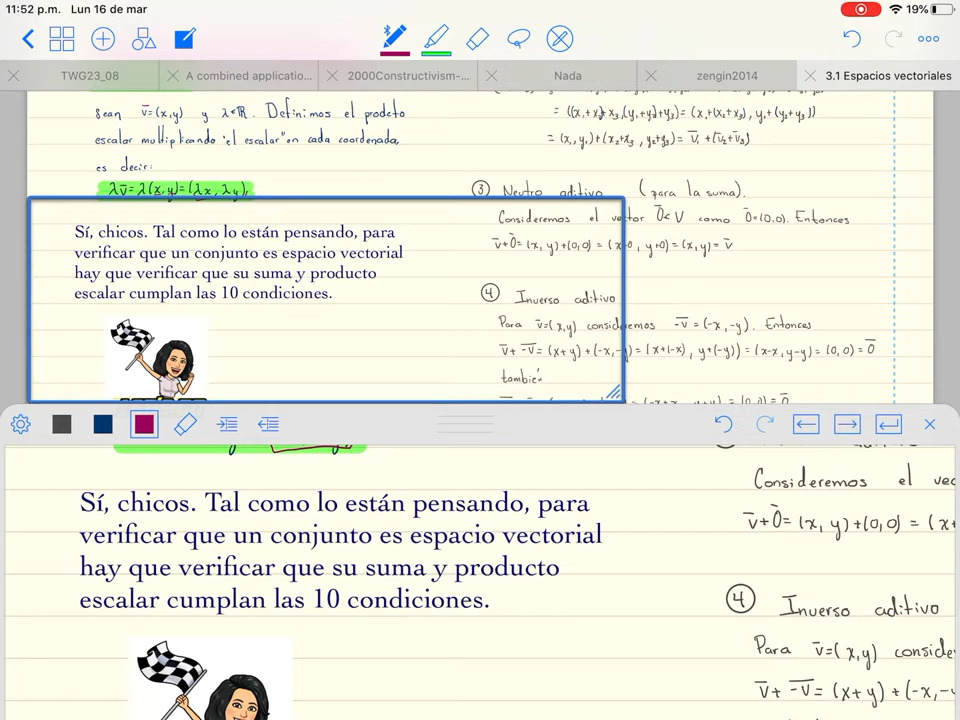 11:52 p.m. Lun 16 de mar
19%
TWG23_08
A combined applicatio...
2000Constructivism-...
Nada
zengin2014
3.1 Espacios vectoriales
Sean v̄=(x,y) y λ∈ℝ. Definimos el producto
escalar multiplicando "el escalar" en cada coordenada,
es decir:
λv̄=λ(x,y)=(λx,λy),
Sí, chicos. Tal como lo están pensando, para
verificar que un conjunto es espacio vectorial
hay que verificar que su suma y producto
escalar cumplan las 10 condiciones.
= (x₁,y₁)+(x₂+x₃, y₂+y₃)= v̄₁ +(v̄₂+v̄₃)
③ Neutro aditivo (para la suma).
Consideremos el vector 0̄∈V como 0̄=(0,0). Entonces
v̄+0̄=(x,y)+(0,0)=(x+0, y+0)=(x,y)=v̄
④ Inverso aditivo
Para v̄=(x,y) consideremos -v̄=(-x,-y). Entonces
v̄+-v̄=(x+y)+(-x,-y)=(x+(-x), y+(-y))=(x-x,y-y)=(0,0)=0̄
también
Sí, chicos. Tal como lo están pensando, para
verificar que un conjunto es espacio vectorial
hay que verificar que su suma y producto
escalar cumplan las 10 condiciones.
Consideremos el vec
v̄+0̄=(x,y)+(0,0)=(x+
④ Inverso aditivo
Para v̄=(x,y) conside
v̄+-v̄=(x+y)+(-x,-